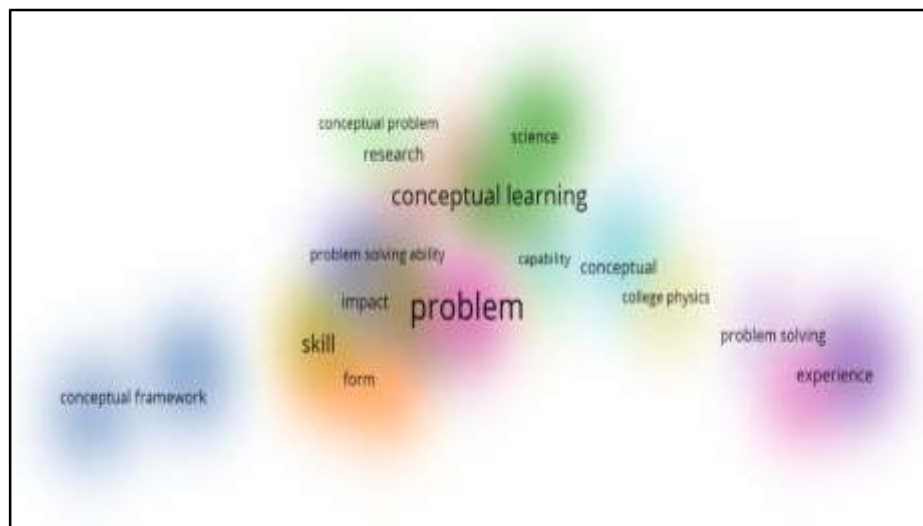 conceptual problem
science
research
conceptual learning
problem solving ability
capability
conceptual
impact
college physics
problem
problem solving
skill
form
experience
conceptual framework